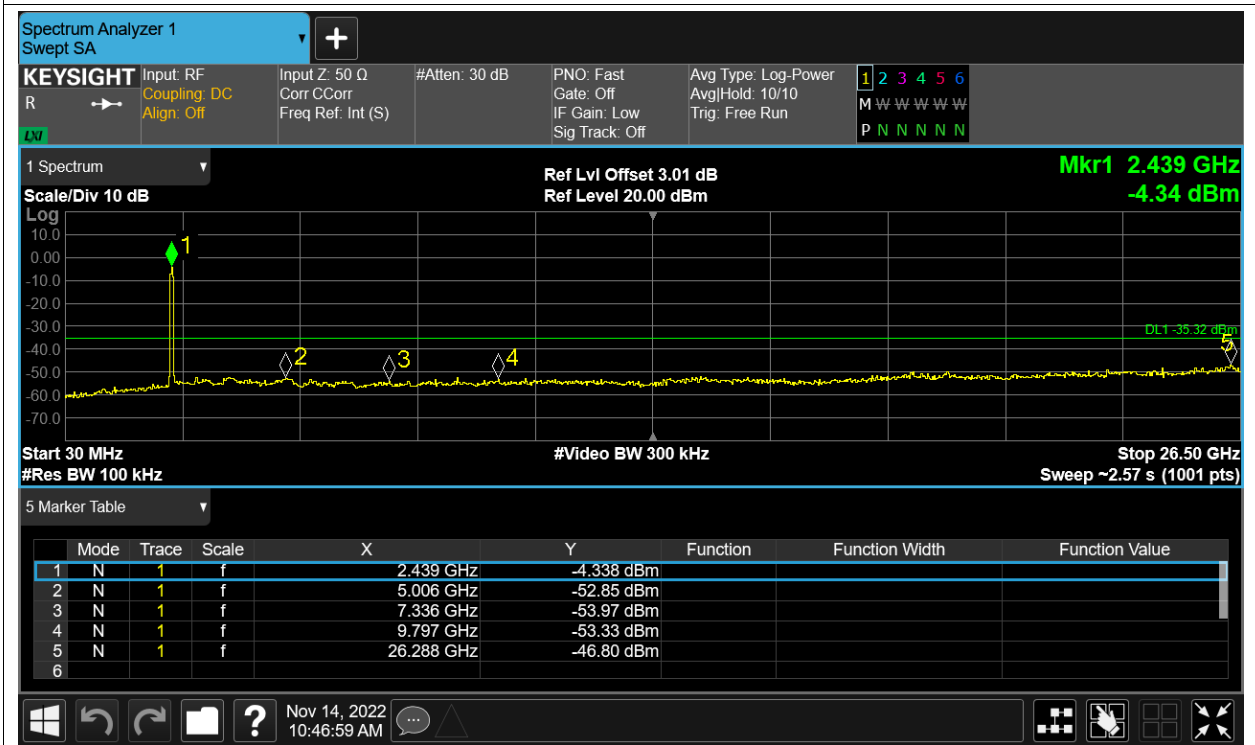 Spectrum Analyzer 1
Swept SA
KEYSIGHT
R
LXI
Input: RF
Coupling: DC
Align: Off
Input Z: 50 Ω
Corr CCorr
Freq Ref: Int (S)
#Atten: 30 dB
PNO: Fast
Gate: Off
IF Gain: Low
Sig Track: Off
Avg Type: Log-Power
Avg|Hold: 10/10
Trig: Free Run
1 2 3 4 5 6
M W W W W W
P N N N N N
1 Spectrum
Scale/Div 10 dB
Ref Lvl Offset 3.01 dB
Ref Level 20.00 dBm
Mkr1 2.439 GHz
-4.34 dBm
Log
10.0
0.00
-10.0
-20.0
-30.0
-40.0
-50.0
-60.0
-70.0
1
2
3
4
5
DL1 -35.32 dBm
Start 30 MHz
#Res BW 100 kHz
#Video BW 300 kHz
Stop 26.50 GHz
Sweep ~2.57 s (1001 pts)
5 Marker Table
Mode Trace Scale X Y Function Function Width Function Value
1 N 1 f 2.439 GHz -4.338 dBm
2 N 1 f 5.006 GHz -52.85 dBm
3 N 1 f 7.336 GHz -53.97 dBm
4 N 1 f 9.797 GHz -53.33 dBm
5 N 1 f 26.288 GHz -46.80 dBm
6
?
Nov 14, 2022
10:46:59 AM